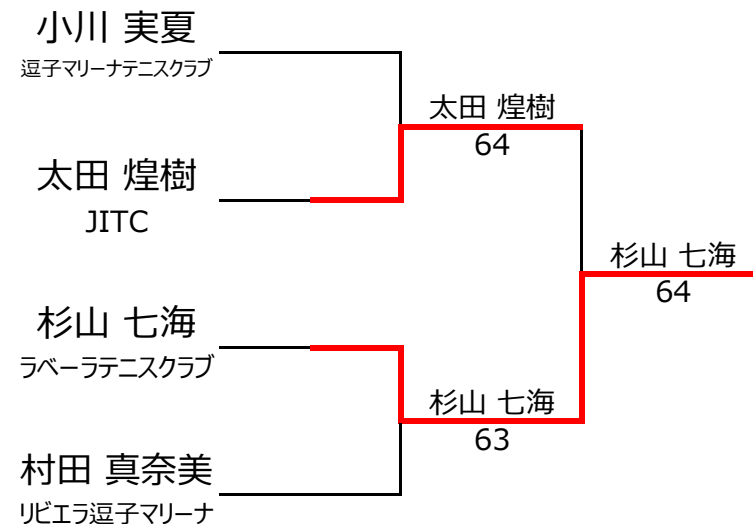 小川 実夏
逗子マリーナテニスクラブ
太田 煌樹
64
太田 煌樹
JITC
杉山 七海
64
杉山 七海
ラベーラテニスクラブ
杉山 七海
63
村田 真奈美
リビエラ逗子マリーナ